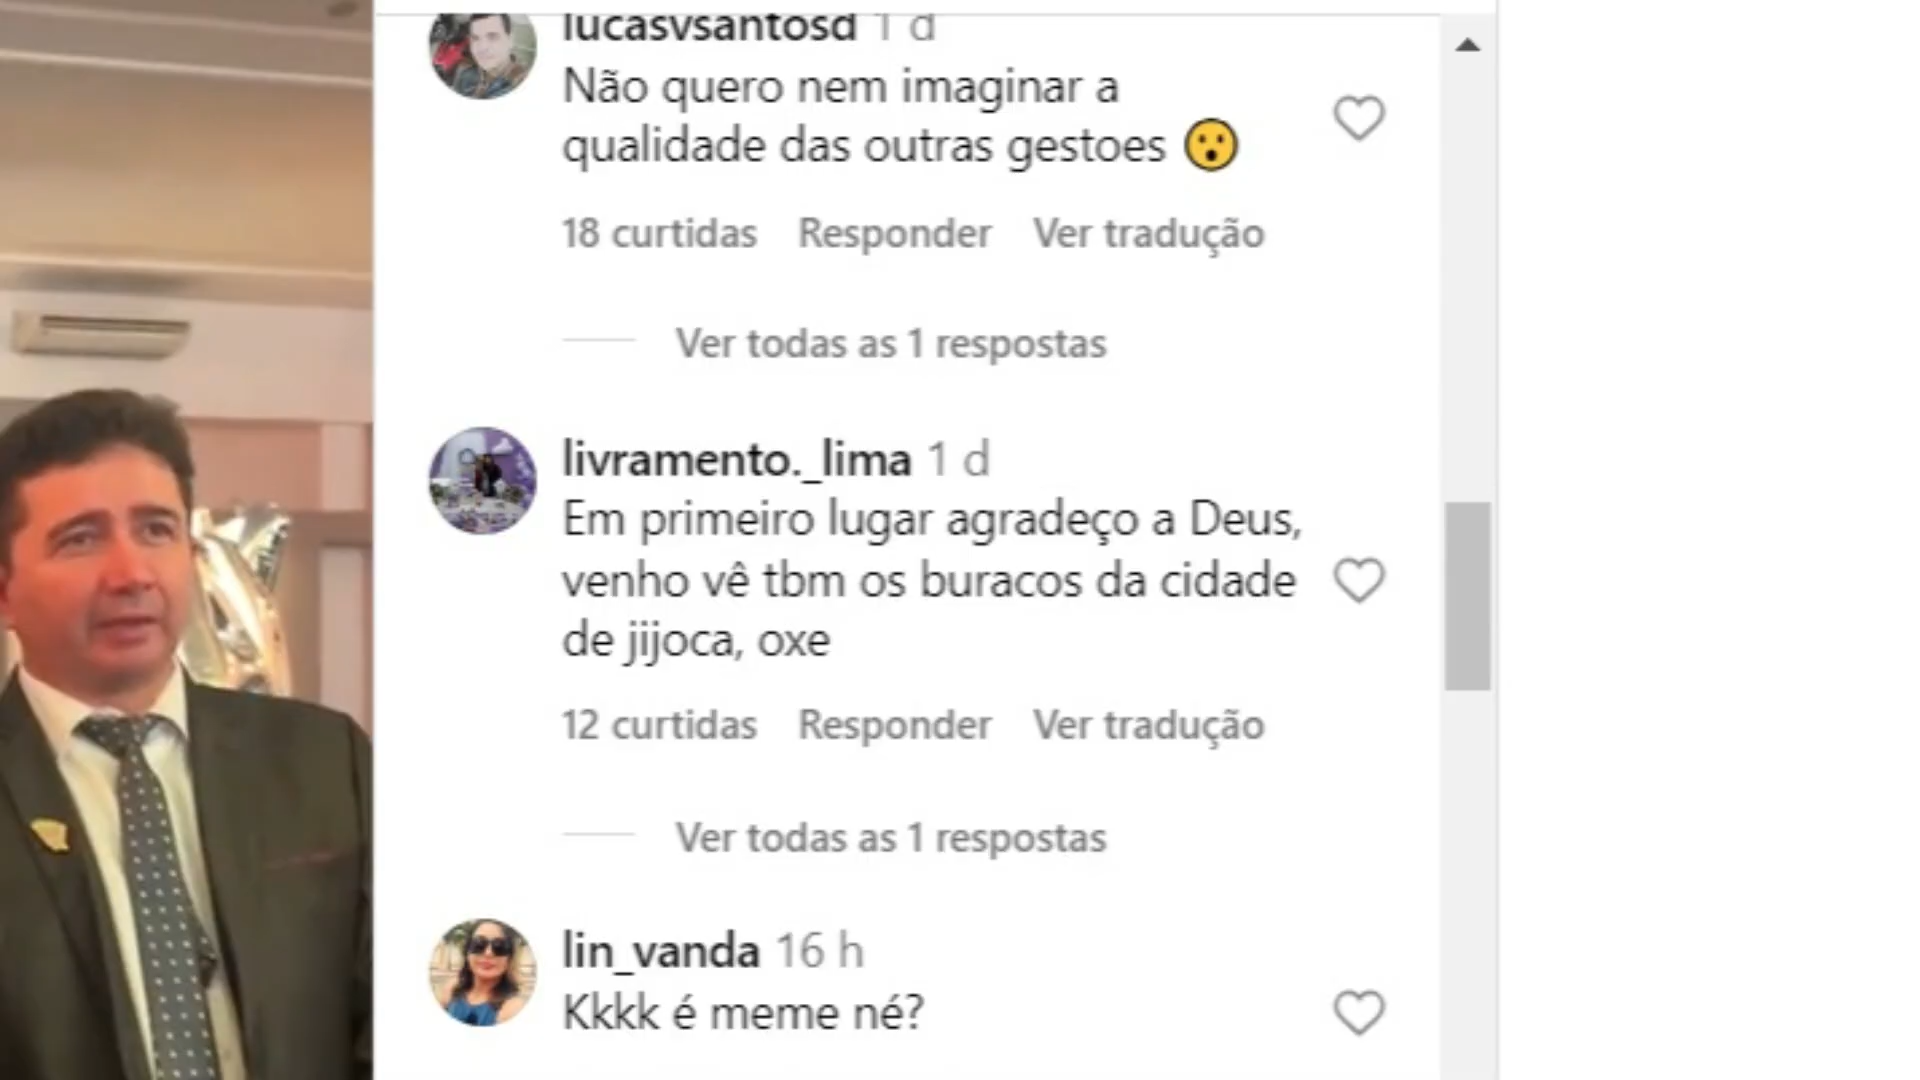 lucasvsantosd 1 d
Não quero nem imaginar a
qualidade das outras gestoes 😮
18 curtidas Responder Ver tradução
Ver todas as 1 respostas
livramento._lima 1 d
Em primeiro lugar agradeço a Deus,
venho vê tbm os buracos da cidade
de jijoca, oxe
12 curtidas Responder Ver tradução
Ver todas as 1 respostas
lin_vanda 16 h
Kkkk é meme né?